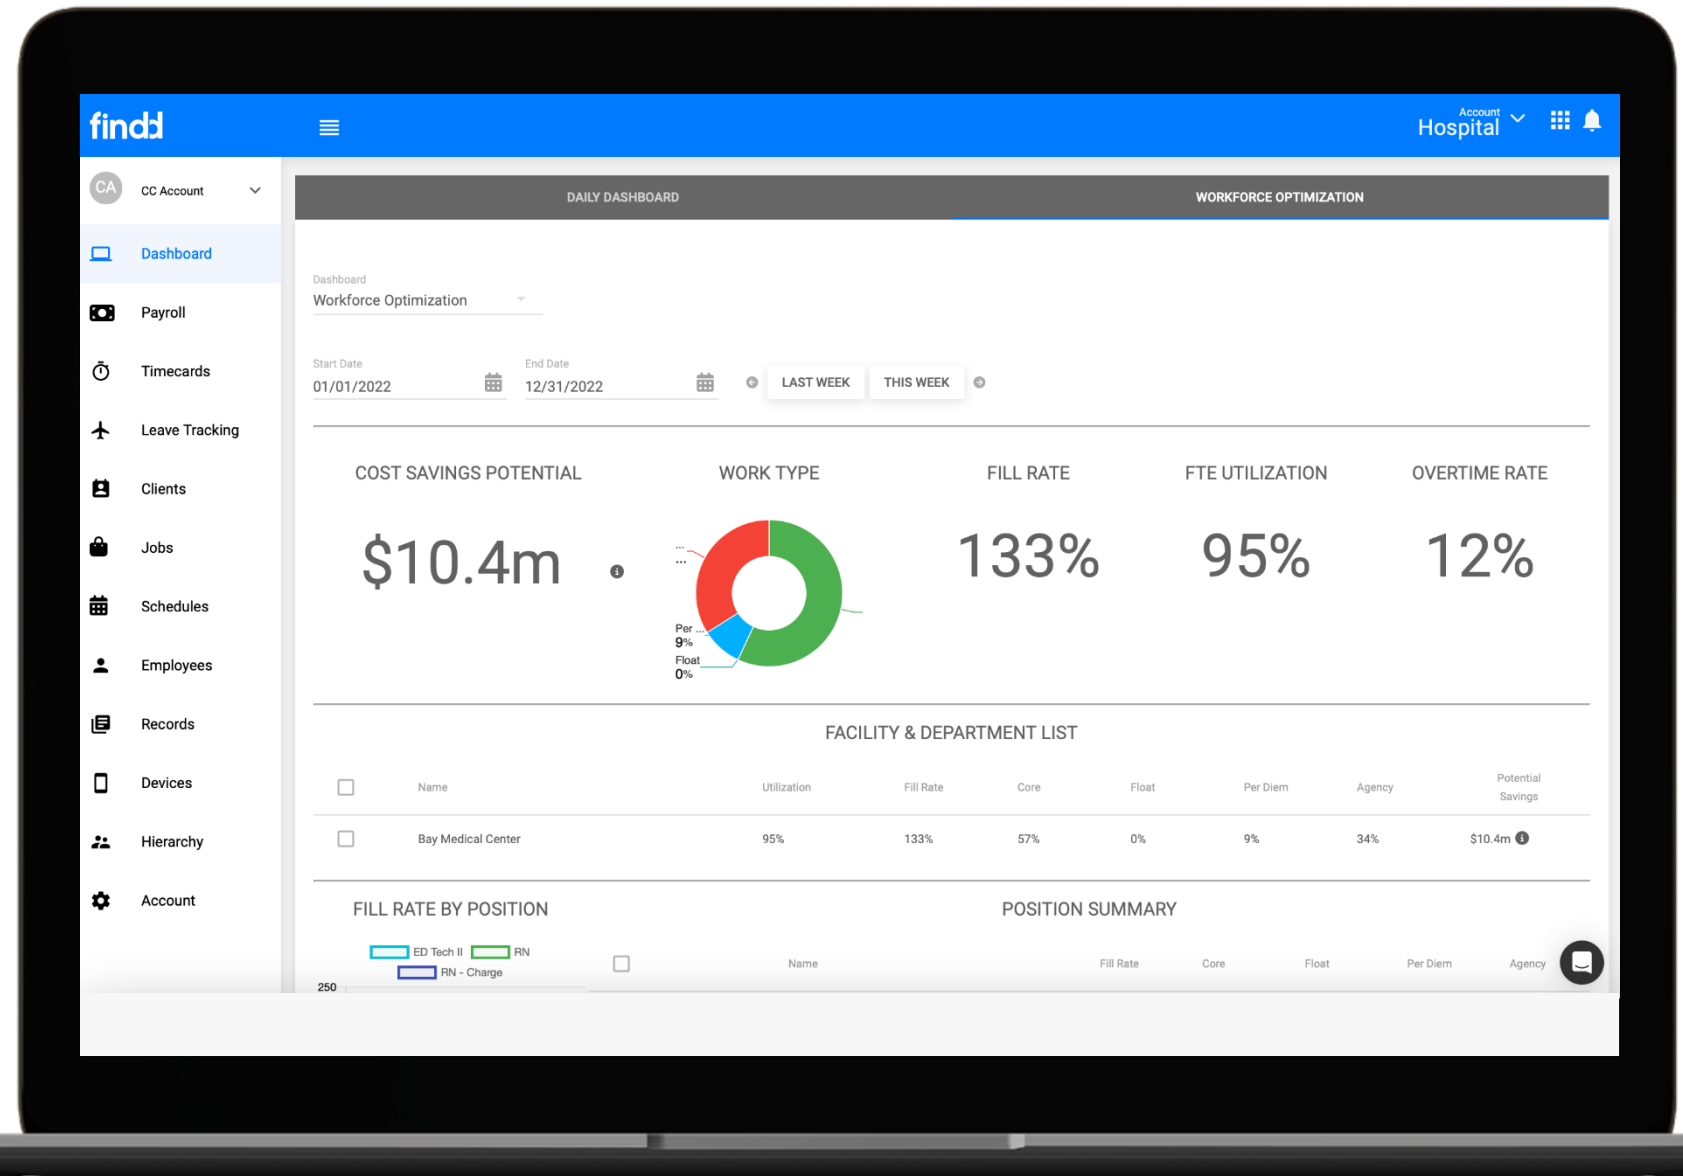 findd
Account
Hospital
CA
CC Account
Dashboard
Payroll
Timecards
Leave Tracking
Clients
Jobs
Schedules
Employees
Records
Devices
Hierarchy
Account
DAILY DASHBOARD
WORKFORCE OPTIMIZATION
Dashboard
Workforce Optimization
Start Date
01/01/2022
End Date
12/31/2022
LAST WEEK
THIS WEEK
COST SAVINGS POTENTIAL
$10.4m
WORK TYPE
...
...
Per ...
9%
Float
0%
FILL RATE
133%
FTE UTILIZATION
95%
OVERTIME RATE
12%
FACILITY & DEPARTMENT LIST
Name Utilization Fill Rate Core Float Per Diem Agency Potential
Savings
Bay Medical Center 95% 133% 57% 0% 9% 34% $10.4m
FILL RATE BY POSITION
ED Tech II RN
RN - Charge
250
POSITION SUMMARY
Name Fill Rate Core Float Per Diem Agency